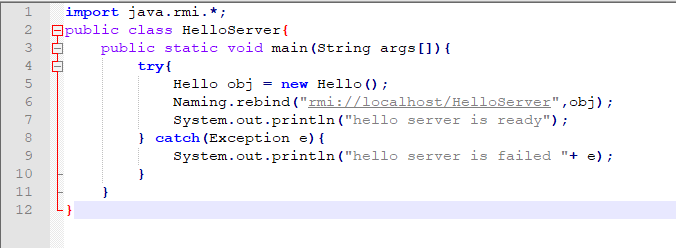 1 import java.rmi.*;
2 public class HelloServer{
3 public static void main(String args[]){
4 try{
5 Hello obj = new Hello();
6 Naming.rebind("rmi://localhost/HelloServer",obj);
7 System.out.println("hello server is ready");
8 } catch(Exception e){
9 System.out.println("hello server is failed "+ e);
10 }
11 }
12 }